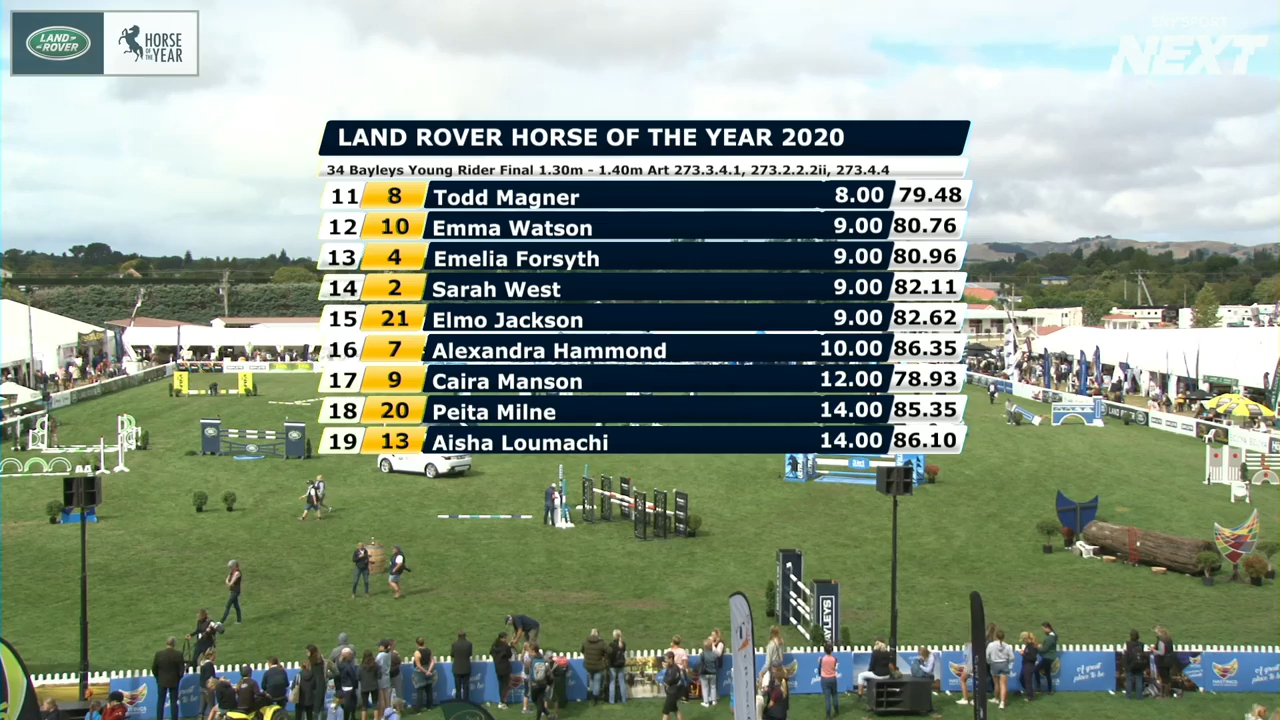 LAND ROVER
HORSE
OF THE YEAR
SKY SPORT
NEXT
LAND ROVER HORSE OF THE YEAR 2020
34 Bayleys Young Rider Final 1.30m - 1.40m Art 273.3.4.1, 273.2.2.2ii, 273.4.4
11 8 Todd Magner 8.00 79.48
12 10 Emma Watson 9.00 80.76
13 4 Emelia Forsyth 9.00 80.96
14 2 Sarah West 9.00 82.11
15 21 Elmo Jackson 9.00 82.62
16 7 Alexandra Hammond 10.00 86.35
17 9 Caira Manson 12.00 78.93
18 20 Peita Milne 14.00 85.35
19 13 Aisha Loumachi 14.00 86.10
BAYLEYS